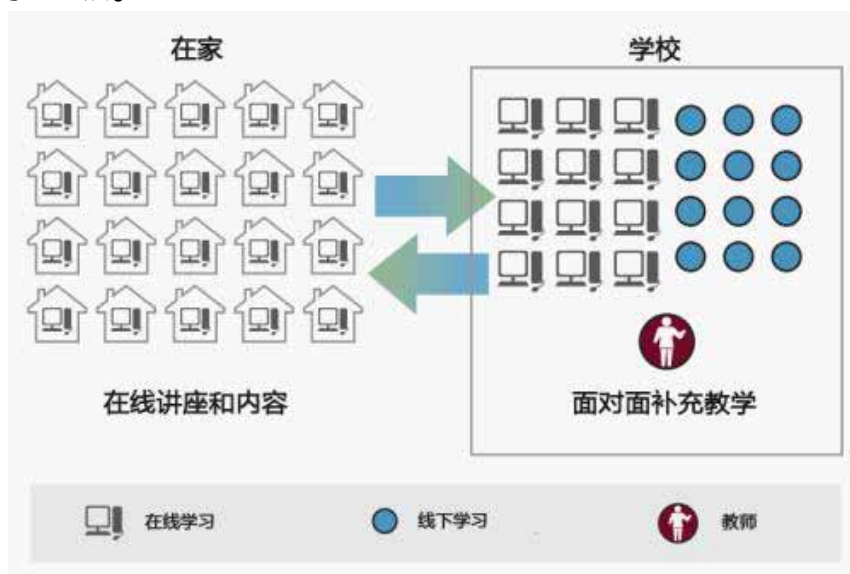 在家
学校
在线讲座和内容
面对面补充教学
在线学习
线下学习
教师